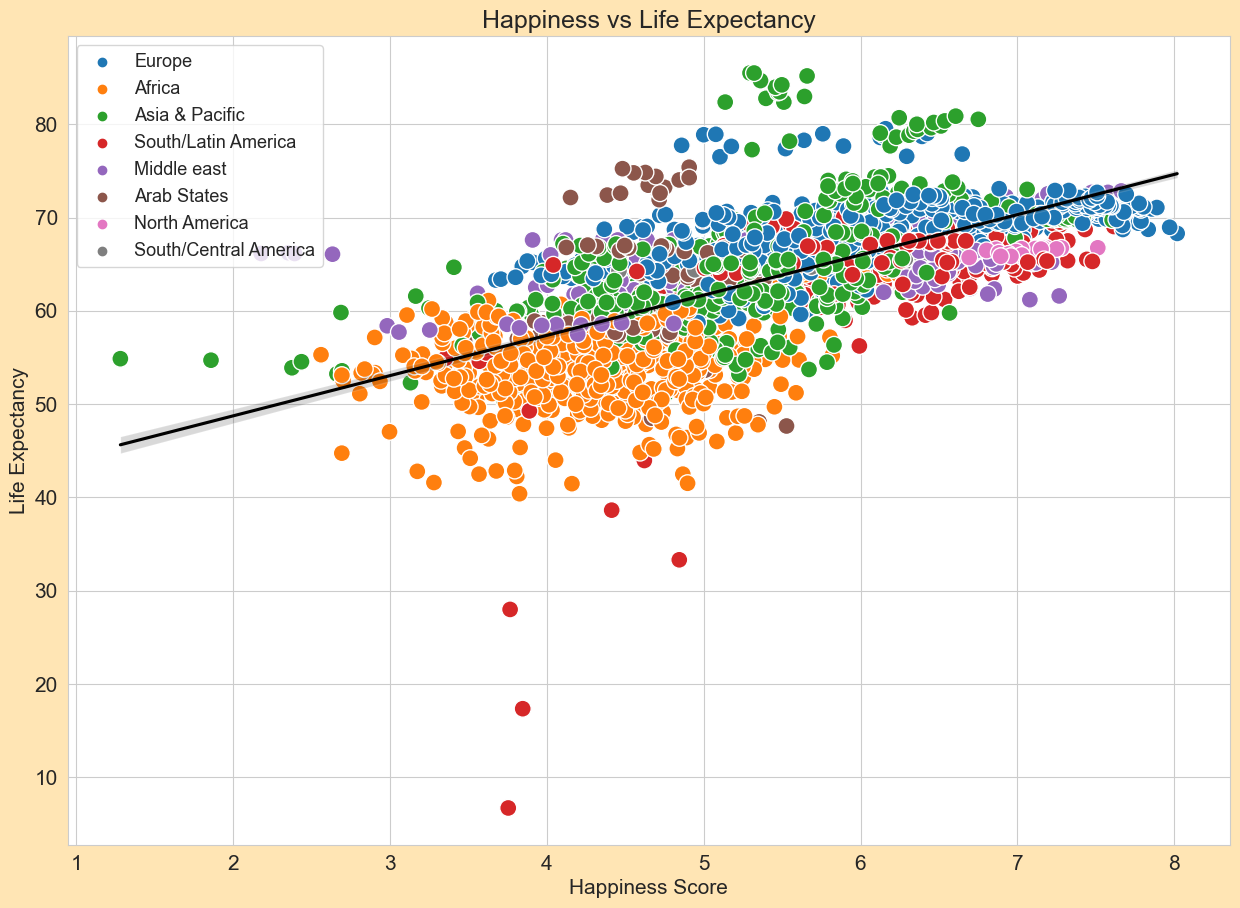 Happiness vs Life Expectancy
Europe
Africa
Asia & Pacific
South/Latin America
Middle east
Arab States
North America
South/Central America
80
70
60
50
40
30
20
10
Life Expectancy
1 2 3 4 5 6 7 8
Happiness Score